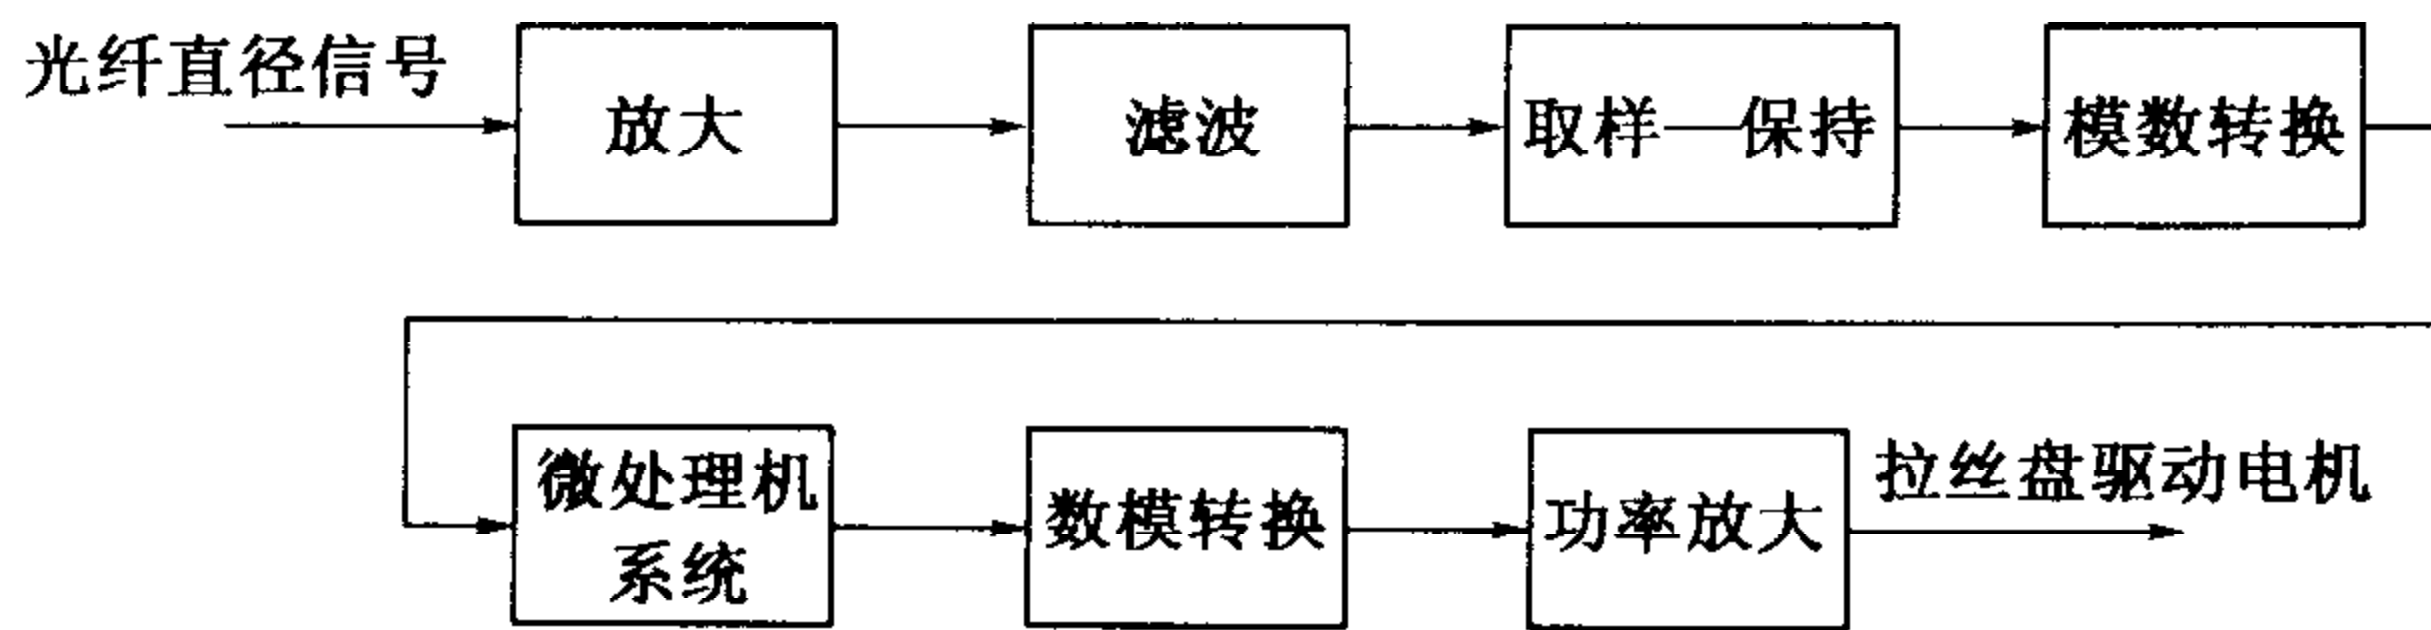 光纤直径信号
放大
滤波
取样—保持
模数转换
微处理机
系统
数模转换
功率放大
拉丝盘驱动电机